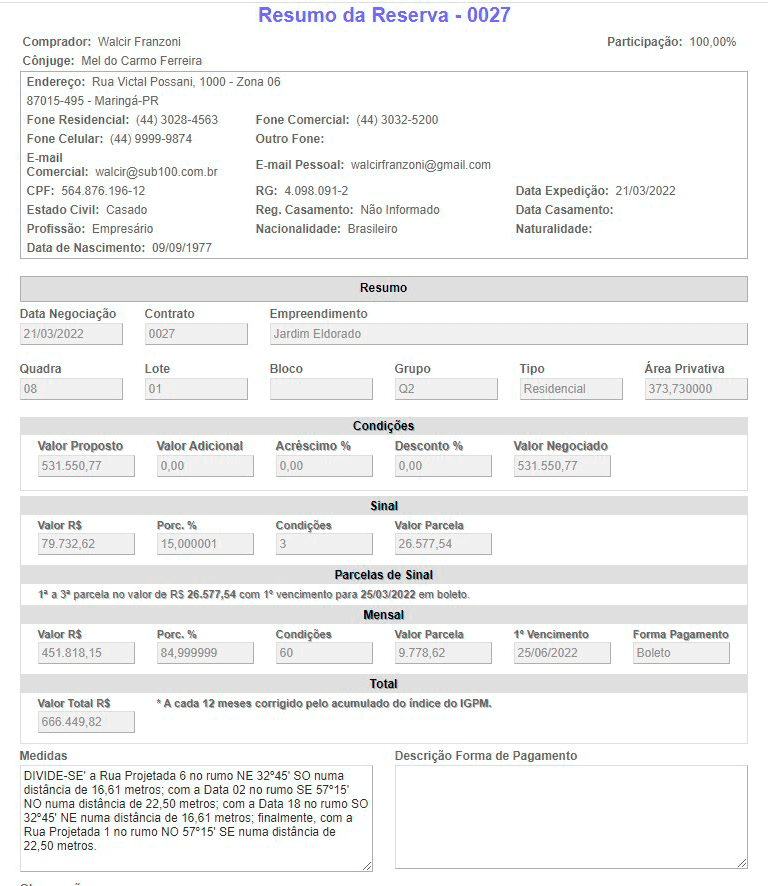 Resumo da Reserva - 0027
Comprador: Walcir Franzoni Participação: 100,00%
Cônjuge: Mel do Carmo Ferreira
Endereço: Rua Victal Possani, 1000 - Zona 06
87015-495 - Maringá-PR
Fone Residencial: (44) 3028-4563 Fone Comercial: (44) 3032-5200
Fone Celular: (44) 9999-9874 Outro Fone:
E-mail
Comercial: walcir@sub100.com.br E-mail Pessoal: walcirfranzoni@gmail.com
CPF: 564.876.196-12 RG: 4.098.091-2 Data Expedição: 21/03/2022
Estado Civil: Casado Reg. Casamento: Não Informado Data Casamento:
Profissão: Empresário Nacionalidade: Brasileiro Naturalidade:
Data de Nascimento: 09/09/1977
Resumo
Data Negociação Contrato Empreendimento
21/03/2022 0027 Jardim Eldorado
Quadra Lote Bloco Grupo Tipo Área Privativa
08 01 Q2 Residencial 373,730000
Condições
Valor Proposto Valor Adicional Acréscimo % Desconto % Valor Negociado
531.550,77 0,00 0,00 0,00 531.550,77
Sinal
Valor R$ Porc. % Condições Valor Parcela
79.732,62 15,000001 3 26.577,54
Parcelas de Sinal
1ª a 3ª parcela no valor de R$ 26.577,54 com 1º vencimento para 25/03/2022 em boleto.
Mensal
Valor R$ Porc. % Condições Valor Parcela 1º Vencimento Forma Pagamento
451.818,15 84,999999 60 9.778,62 25/06/2022 Boleto
Total
Valor Total R$ * A cada 12 meses corrigido pelo acumulado do índice do IGPM.
666.449,82
Medidas Descrição Forma de Pagamento
DIVIDE-SE' a Rua Projetada 6 no rumo NE 32º45' SO numa
distância de 16,61 metros; com a Data 02 no rumo SE 57º15'
NO numa distância de 22,50 metros; com a Data 18 no rumo SO
32º45' NE numa distância de 16,61 metros; finalmente, com a
Rua Projetada 1 no rumo NO 57º15' SE numa distância de
22,50 metros.